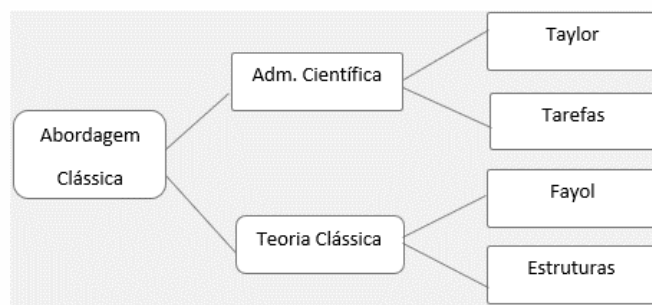 Abordagem
Clássica
Adm. Científica
Taylor
Tarefas
Teoria Clássica
Fayol
Estruturas